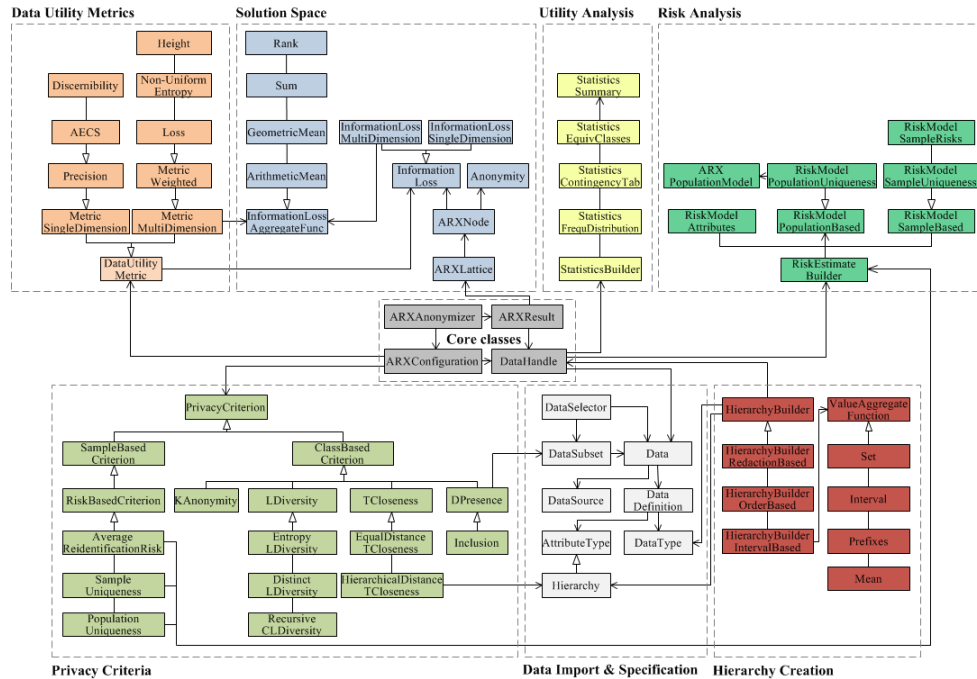 Data Utility Metrics
Solution Space
Utility Analysis
Risk Analysis
Height
Discernibility
Non-Uniform
Entropy
AECS
Loss
Precision
Metric
Weighted
Metric
SingleDimension
Metric
MultiDimension
DataUtility
Metric
Rank
Sum
GeometricMean
ArithmeticMean
InformationLoss
AggregateFunc
InformationLoss
MultiDimension
InformationLoss
SingleDimension
Information
Loss
Anonymity
ARXNode
ARXLattice
Statistics
Summary
Statistics
EquivClasses
Statistics
ContingencyTab
Statistics
FrequDistribution
StatisticsBuilder
RiskModel
SampleRisks
ARX
PopulationModel
RiskModel
PopulationUniqueness
RiskModel
SampleUniqueness
RiskModel
Attributes
RiskModel
PopulationBased
RiskModel
SampleBased
RiskEstimate
Builder
ARXAnonymizer
ARXResult
Core classes
ARXConfiguration
DataHandle
PrivacyCriterion
SampleBased
Criterion
ClassBased
Criterion
RiskBasedCriterion
KAnonymity
LDiversity
TCloseness
DPresence
Average
ReidentificationRisk
Entropy
LDiversity
EqualDistance
TCloseness
Inclusion
Sample
Uniqueness
Distinct
LDiversity
HierarchicalDistance
TCloseness
Population
Uniqueness
Recursive
CLDiversity
DataSelector
DataSubset
Data
DataSource
Data
Definition
AttributeType
DataType
Hierarchy
HierarchyBuilder
ValueAggregate
Function
HierarchyBuilder
RedactionBased
Set
HierarchyBuilder
OrderBased
Interval
HierarchyBuilder
IntervalBased
Prefixes
Mean
Privacy Criteria
Data Import & Specification
Hierarchy Creation